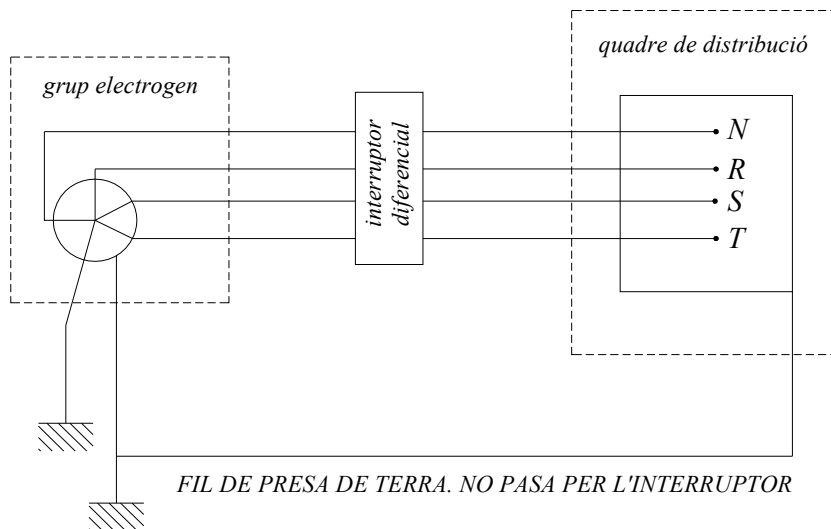 quadre de distribució
grup electrogen
interruptor
diferencial
N
R
S
T
FIL DE PRESA DE TERRA. NO PASA PER L'INTERRUPTOR